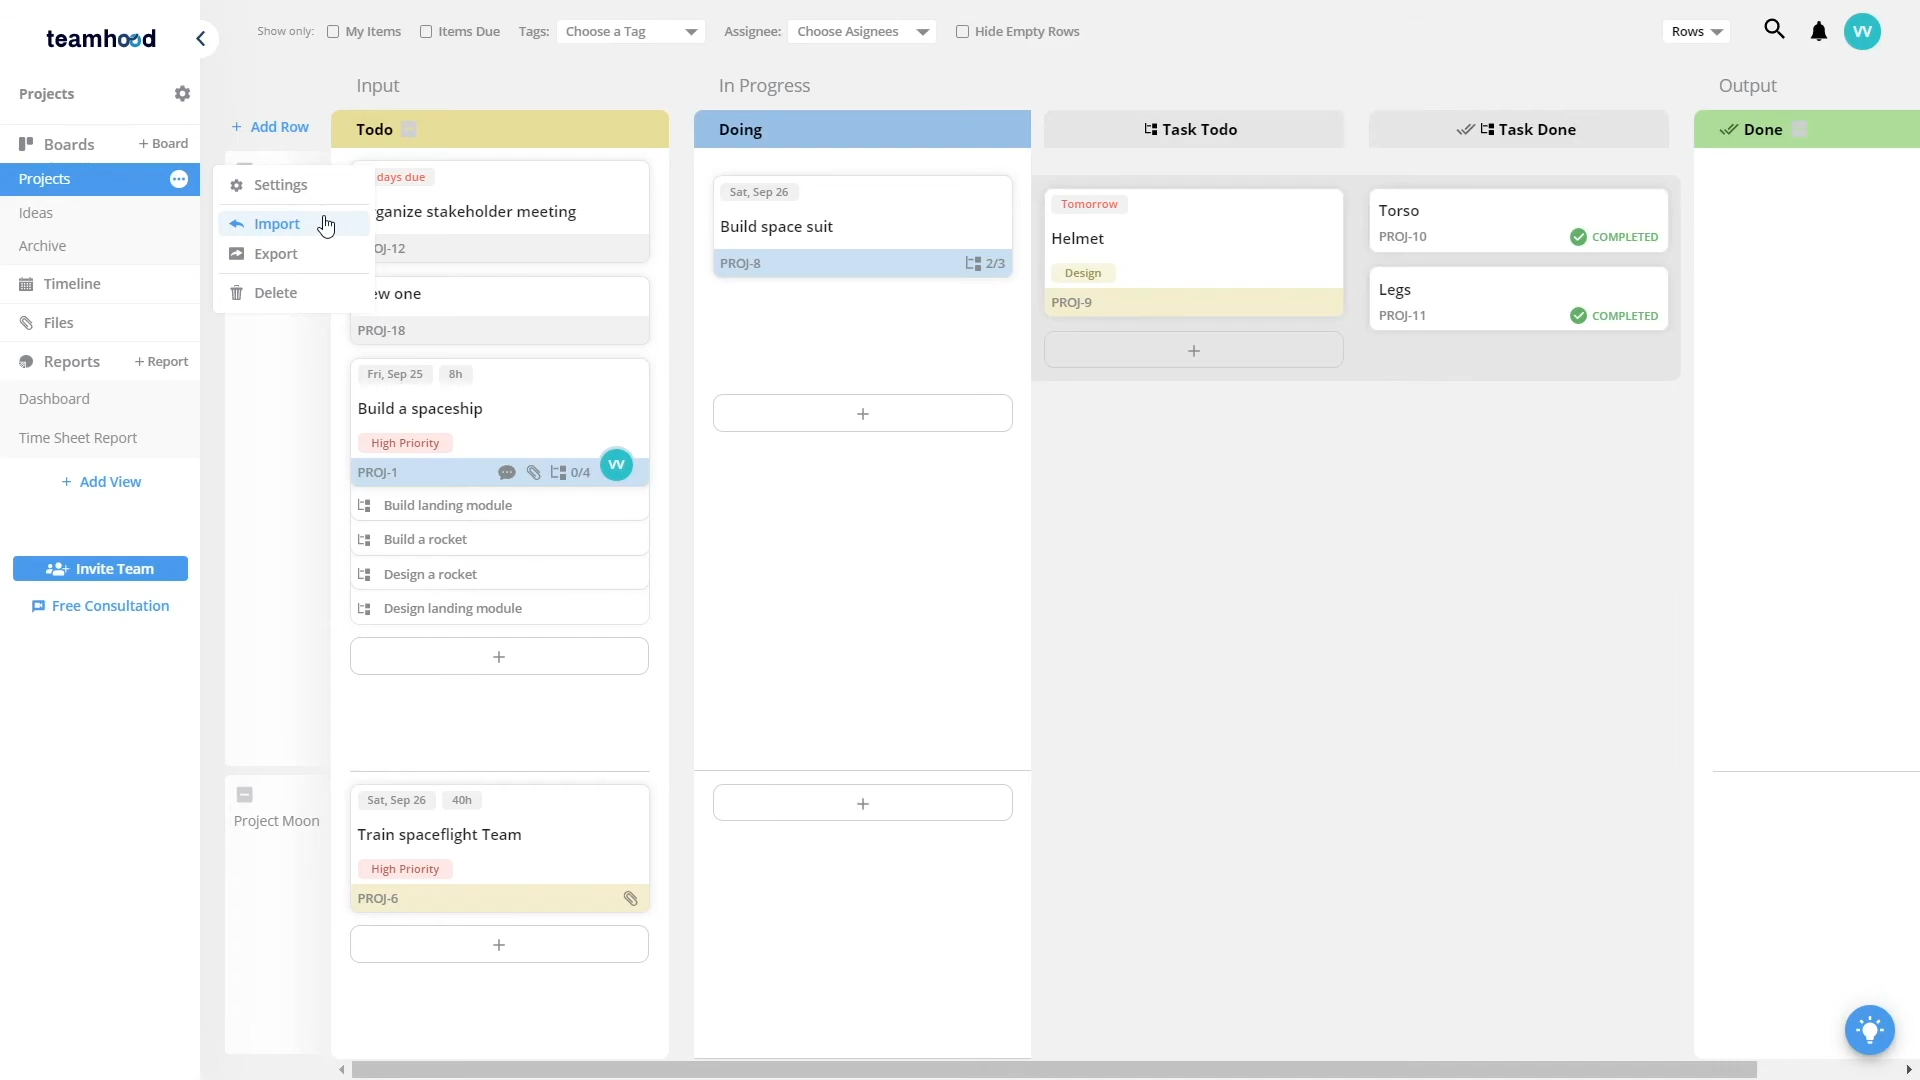 teamhood
Show only:
My Items
Items Due
Tags:
Choose a Tag
Assignee:
Choose Asignees
Hide Empty Rows
Rows
VV
Projects
Boards
+ Board
Projects
Ideas
Archive
Timeline
Files
Reports
+ Report
Dashboard
Time Sheet Report
+ Add View
Invite Team
Free Consultation
Settings
Import
Export
Delete
+ Add Row
Project Moon
Input
Todo
days due
ganize stakeholder meeting
OJ-12
ew one
PROJ-18
Fri, Sep 25
8h
Build a spaceship
High Priority
PROJ-1
0/4
VV
Build landing module
Build a rocket
Design a rocket
Design landing module
+
Sat, Sep 26
40h
Train spaceflight Team
High Priority
PROJ-6
+
In Progress
Doing
Sat, Sep 26
Build space suit
PROJ-8
2/3
+
+
Task Todo
Tomorrow
Helmet
Design
PROJ-9
+
Task Done
Torso
PROJ-10
COMPLETED
Legs
PROJ-11
COMPLETED
Output
Done